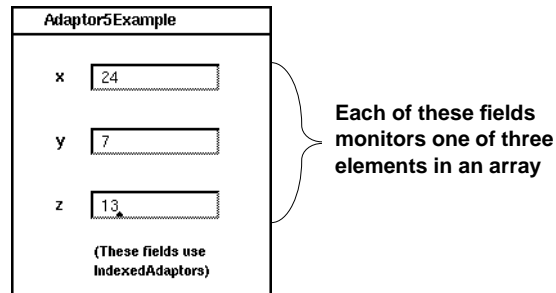 Adaptor5Example
x 24
y 7
z 13
(These fields use
IndexedAdaptors)
Each of these fields
monitors one of three
elements in an array